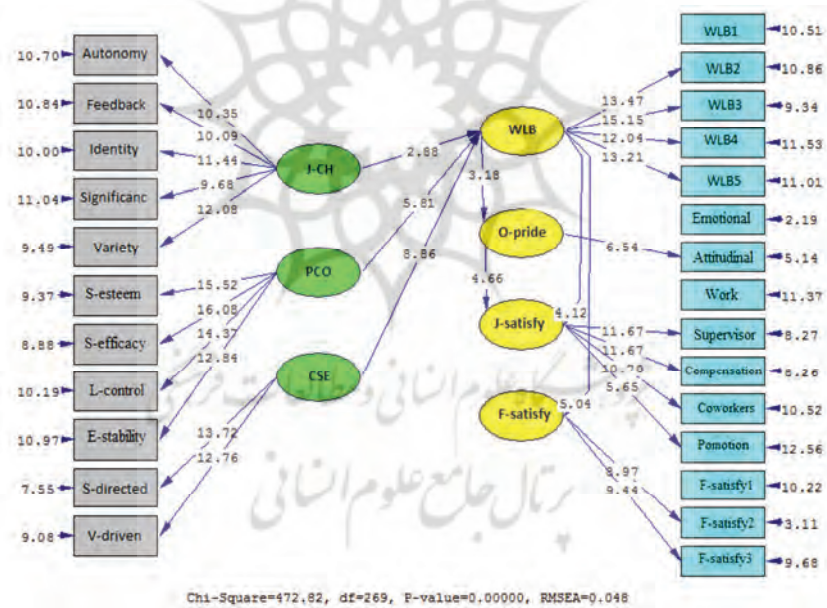 10.70 Autonomy
10.84 Feedback
10.00 Identity
11.04 Significanc
9.49 Variety
9.37 S-esteem
8.88 S-efficacy
10.19 L-control
10.97 E-stability
7.55 S-directed
9.08 V-driven
10.35
10.09
11.44
9.68
12.08
15.52
16.08
14.37
12.84
13.72
12.76
J-CH
PCO
CSE
2.88
5.81
8.86
WLB
3.18
O-pride
4.66
J-satisfy
F-satisfy
4.12
5.04
13.47
15.15
12.04
13.21
6.54
11.67
11.67
10.70
5.65
8.97
9.44
WLB1 10.51
WLB2 10.86
WLB3 9.34
WLB4 11.53
WLB5 11.01
Emotional 2.19
Attitudinal 5.14
Work 11.37
Supervisor 8.27
Compensation 8.26
Coworkers 10.52
Pomotion 12.56
F-satisfy1 10.22
F-satisfy2 3.11
F-satisfy3 9.68
پرتال جامع علوم انسانی
Chi-Square=472.82, df=269, P-value=0.00000, RMSEA=0.048